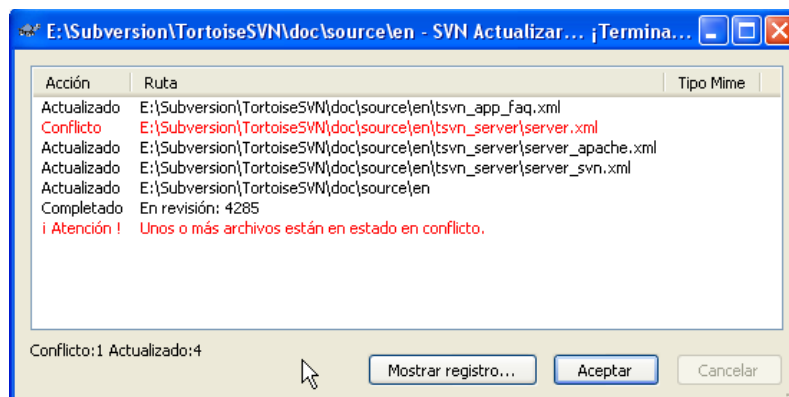 E:\Subversion\TortoiseSVN\doc\source\en - SVN Actualizar... ¡Termina...
Acción Ruta Tipo Mime
Actualizado E:\Subversion\TortoiseSVN\doc\source\en\tsvn_app_faq.xml
Conflicto E:\Subversion\TortoiseSVN\doc\source\en\tsvn_server\server.xml
Actualizado E:\Subversion\TortoiseSVN\doc\source\en\tsvn_server\server_apache.xml
Actualizado E:\Subversion\TortoiseSVN\doc\source\en\tsvn_server\server_svn.xml
Actualizado E:\Subversion\TortoiseSVN\doc\source\en
Completado En revisión: 4285
¡ Atención ! Unos o más archivos están en estado en conflicto.
Conflicto:1 Actualizado:4
Mostrar registro... Aceptar Cancelar